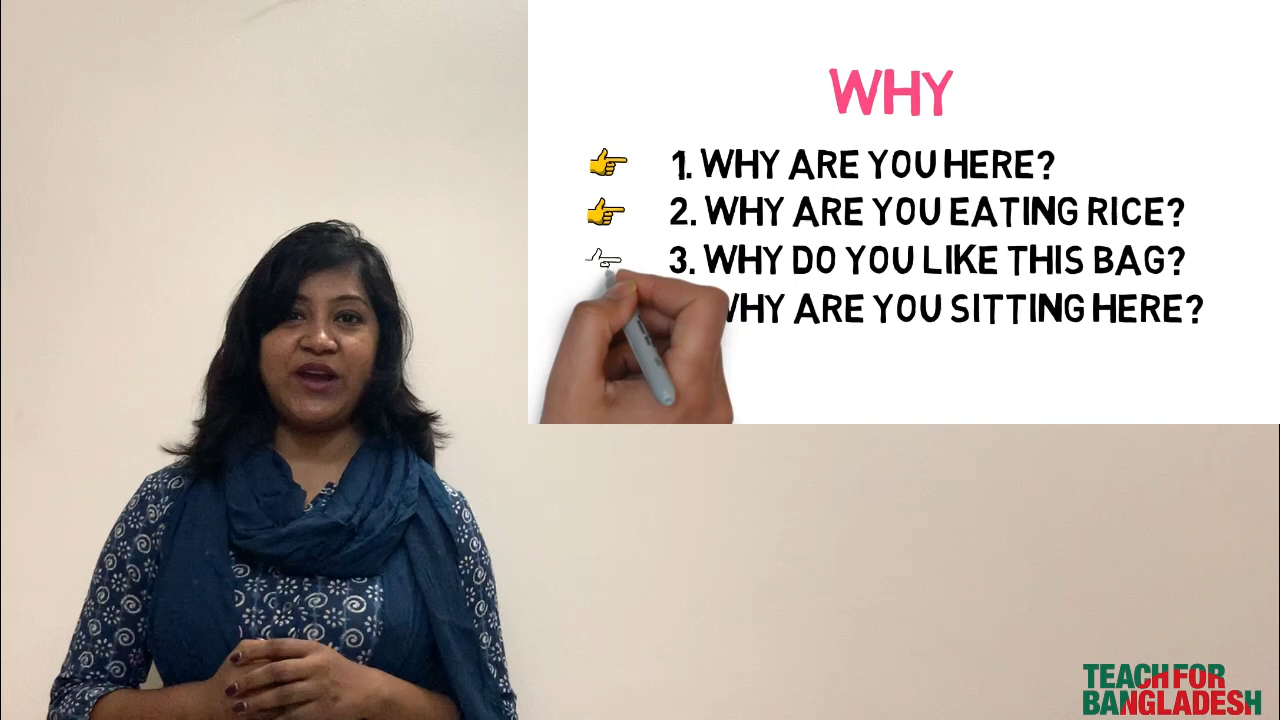 WHY
1. WHY ARE YOU HERE?
2. WHY ARE YOU EATING RICE?
3. WHY DO YOU LIKE THIS BAG?
WHY ARE YOU SITTING HERE?
TEACH FOR
BANGLADESH